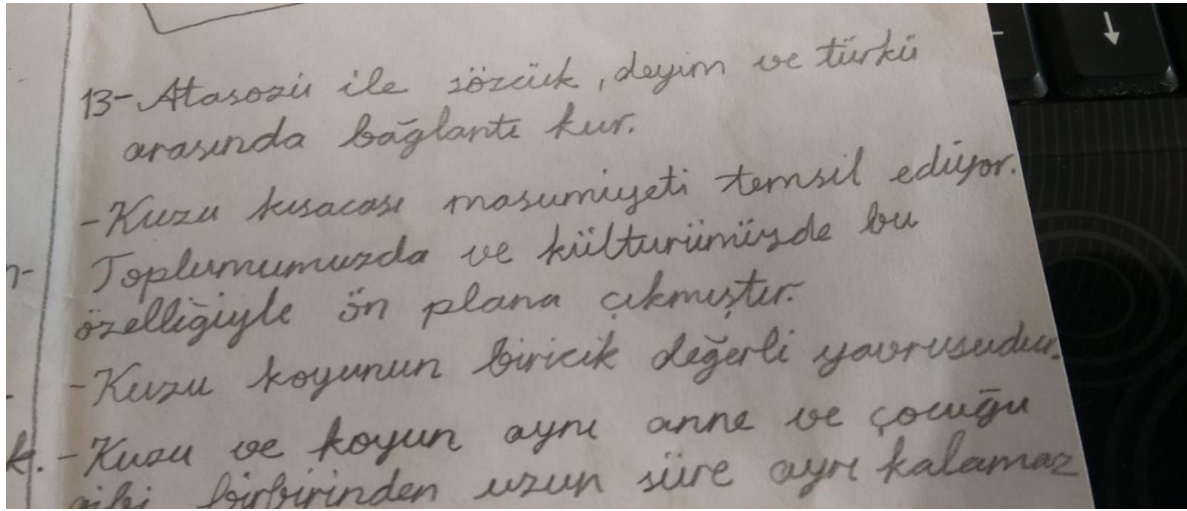 13-Atasozü ile sözcük, deyim ve türkü
arasında bağlantı kur.
-Kuzu kısacası masumiyeti temsil ediyor.
Toplumumuzda ve kültürümüzde bu
özelliğiyle ön plana çıkmıştır.
-Kuzu koyunun biricik değerli yavrusudur.
-Kuzu ve koyun aynı anne ve çocuğu
gibi birbirinden uzun süre ayrı kalamaz